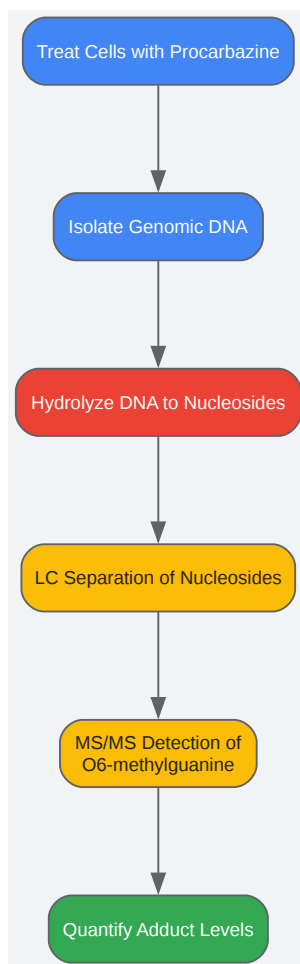 Treat Cells with Procarbazine
Isolate Genomic DNA
Hydrolyze DNA to Nucleosides
LC Separation of Nucleosides
MS/MS Detection of
O6-methylguanine
Quantify Adduct Levels